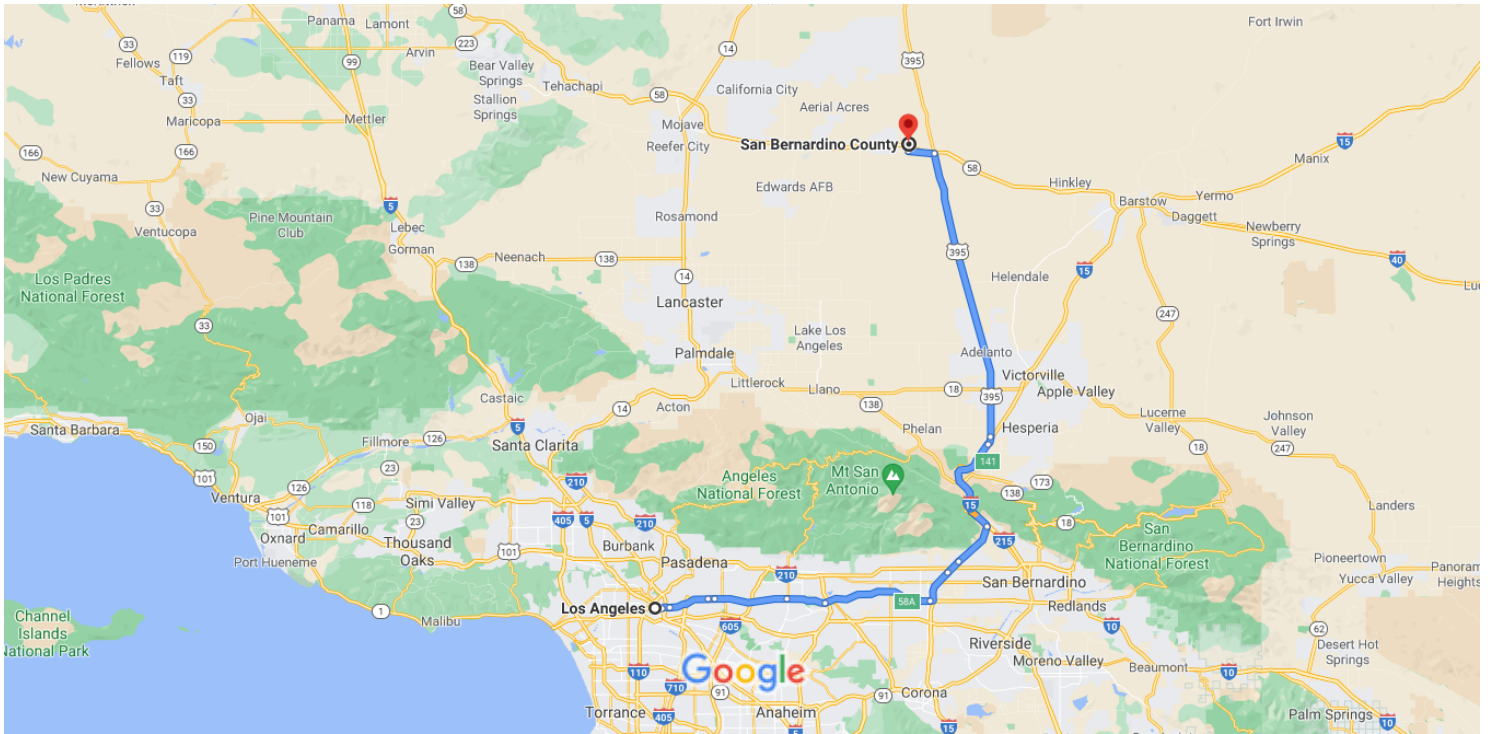 58
Panama
Lamont
395
Fort Irwin
33
223
Arvin
14
Fellows
119
99
Bear Valley
Springs
Taft
Tehachapi
California City
Stallion
Springs
58
Aerial Acres
33
Maricopa
Mettler
Mojave
15
166
166
Reefer City
San Bernardino County
Manix
58
New Cuyama
Hinkley
Edwards AFB
Yermo
33
5
Barstow
Pine Mountain
Club
Rosamond
Daggett
Ventucopa
Lebec
Newberry
Springs
Gorman
395
138
Neenach
138
40
Los Padres
National Forest
14
Helendale
15
Lancaster
247
33
Lake Los
Angeles
Palmdale
Adelanto
Victorville
Littlerock
Llano
18
Apple Valley
Castaic
395
14
Acton
138
Ojai
Lucerne
Valley
Johnson
Valley
Santa Barbara
5
Phelan
Hesperia
150
Fillmore
126
Santa Clarita
18
247
141
33
101
Angeles
National Forest
Mt San
Antonio
210
173
126
138
Ventura
118
Simi Valley
15
Landers
101
405
5
210
18
Oxnard
Camarillo
23
San
Bernardino
National Forest
Thousand
Oaks
101
Burbank
215
Port Hueneme
Pasadena
Pioneertown
210
San Bernardino
Yucca Valley
Panoram
Heights
1
Los Angeles
58A
Redlands
Channel
Islands
National Park
Malibu
605
10
62
Riverside
Desert Hot
Springs
Google
110
Moreno Valley
Beaumont
10
710
91
91
Corona
Torrance
405
Anaheim
15
Palm Springs
10
5